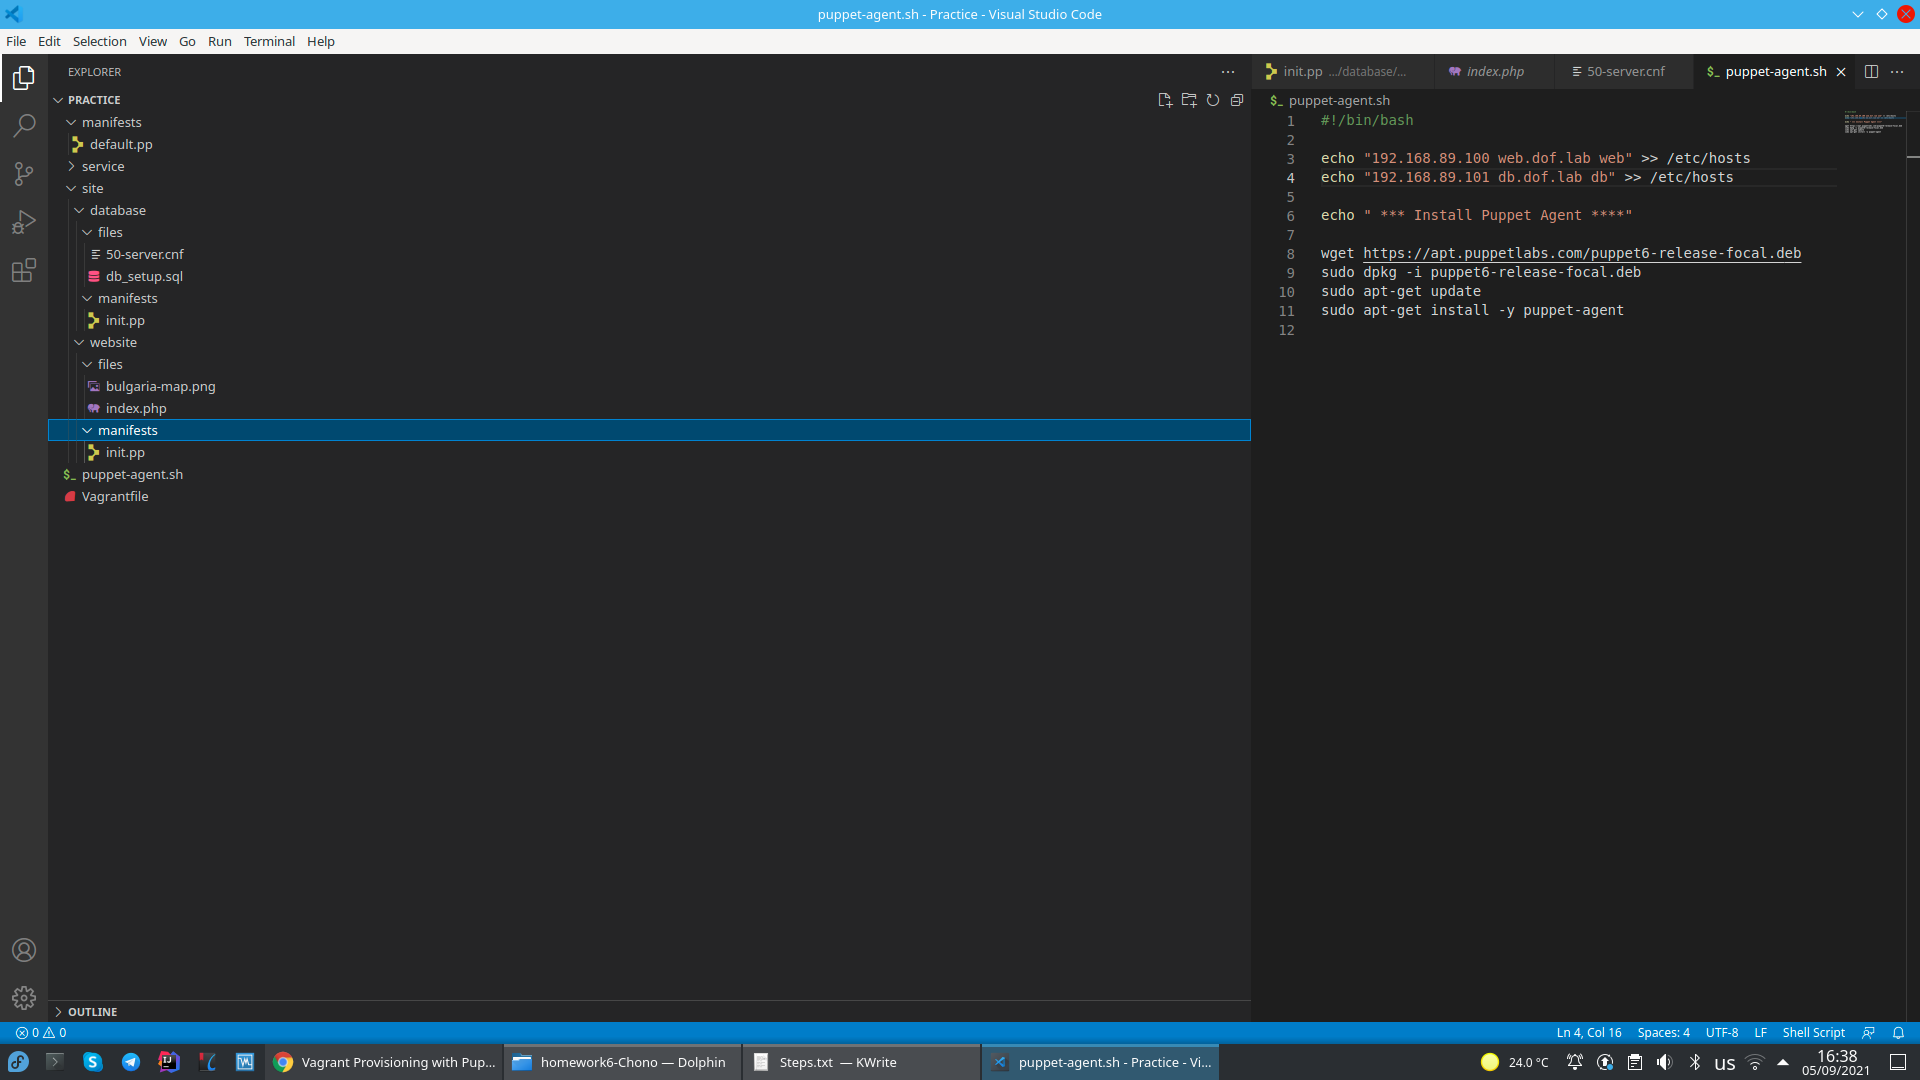 puppet-agent.sh - Practice - Visual Studio Code
File Edit Selection View Go Run Terminal Help
EXPLORER
PRACTICE
manifests
default.pp
service
site
database
files
50-server.cnf
db_setup.sql
manifests
init.pp
website
files
bulgaria-map.png
index.php
manifests
init.pp
$_ puppet-agent.sh
Vagrantfile
OUTLINE
init.pp .../database/... index.php 50-server.cnf $_ puppet-agent.sh
$_ puppet-agent.sh
1 #!/bin/bash
2
3 echo "192.168.89.100 web.dof.lab web" >> /etc/hosts
4 echo "192.168.89.101 db.dof.lab db" >> /etc/hosts
5
6 echo " *** Install Puppet Agent ****"
7
8 wget https://apt.puppetlabs.com/puppet6-release-focal.deb
9 sudo dpkg -i puppet6-release-focal.deb
10 sudo apt-get update
11 sudo apt-get install -y puppet-agent
12
0 0 Ln 4, Col 16 Spaces: 4 UTF-8 LF Shell Script
Vagrant Provisioning with Pup... homework6-Chono — Dolphin Steps.txt — KWrite puppet-agent.sh - Practice - Vi... 24.0 °C us 16:38
05/09/2021